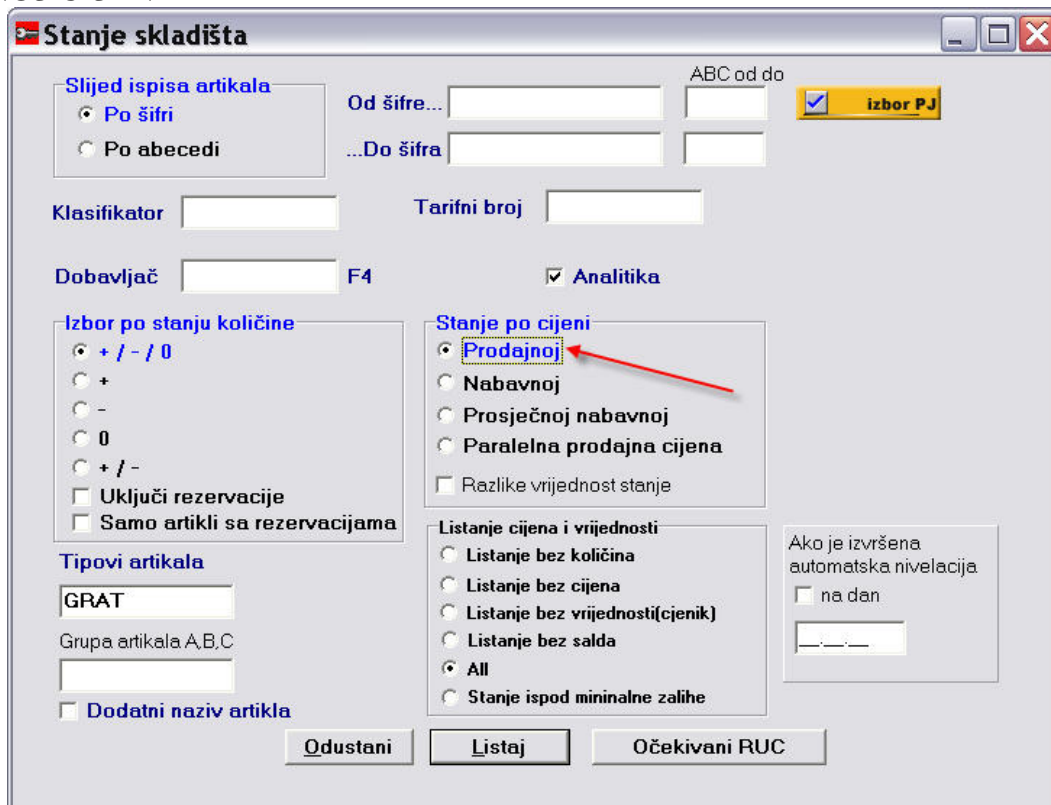 Stanje skladišta
Slijed ispisa artikala
Po šifri
Po abecedi
Od šifre...
...Do šifra
ABC od do
izbor PJ
Klasifikator
Tarifni broj
Dobavljač
F4
Analitika
Izbor po stanju količine
+ / - / 0
+
-
0
+ / -
Uključi rezervacije
Samo artikli sa rezervacijama
Stanje po cijeni
Prodajnoj
Nabavnoj
Prosječnoj nabavnoj
Paralelna prodajna cijena
Razlike vrijednost stanje
Tipovi artikala
GRAT
Grupa artikala A,B,C
Dodatni naziv artikla
Listanje cijena i vrijednosti
Listanje bez količina
Listanje bez cijena
Listanje bez vrijednosti(cjenik)
Listanje bez salda
All
Stanje ispod mininalne zalihe
Ako je izvršena
automatska nivelacija
na dan
__.__.__
Odustani
Listaj
Očekivani RUC